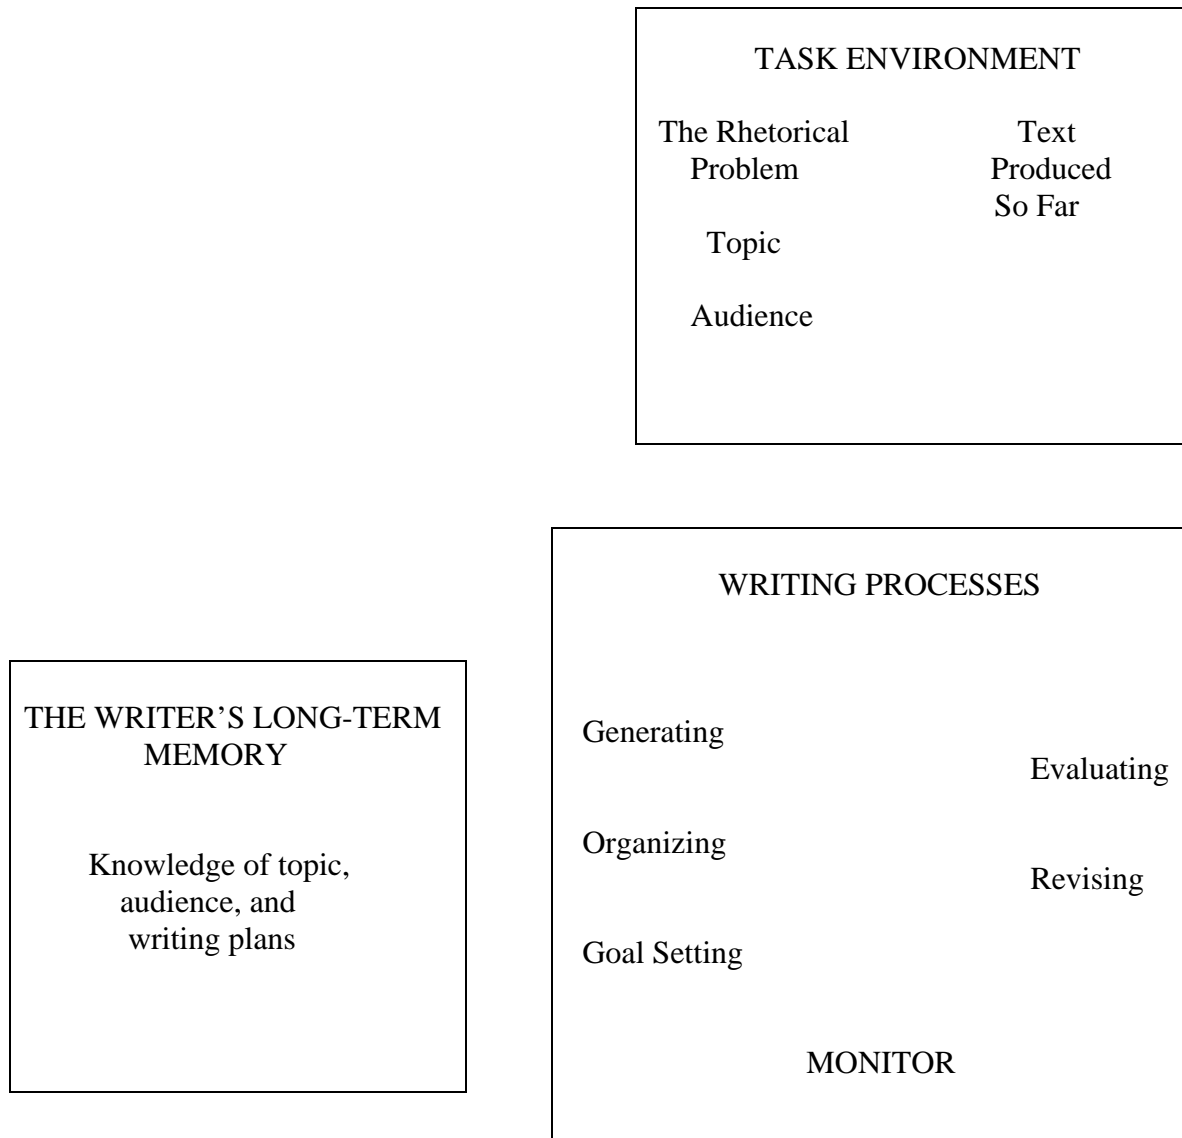 TASK ENVIRONMENT
The Rhetorical
Problem
Topic
Audience
Text
Produced
So Far
THE WRITER’S LONG-TERM
MEMORY
Knowledge of topic,
audience, and
writing plans
WRITING PROCESSES
Generating
Organizing
Goal Setting
Evaluating
Revising
MONITOR